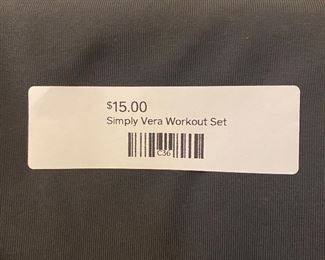 $15.00
Simply Vera Workout Set
C36